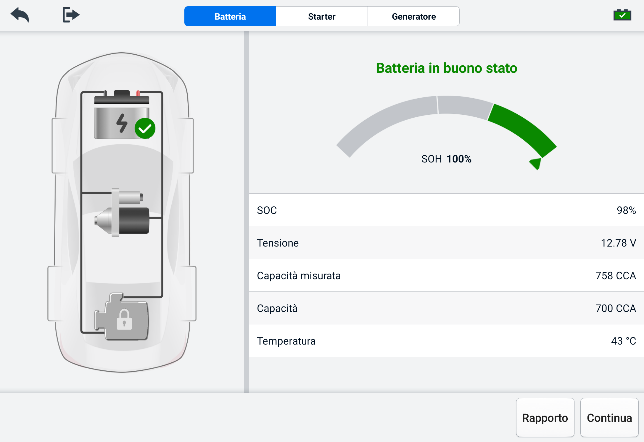 Batteria Starter Generatore
Batteria in buono stato
SOH 100%
SOC 98%
Tensione 12.78 V
Capacità misurata 758 CCA
Capacità 700 CCA
Temperatura 43 °C
Rapporto Continua